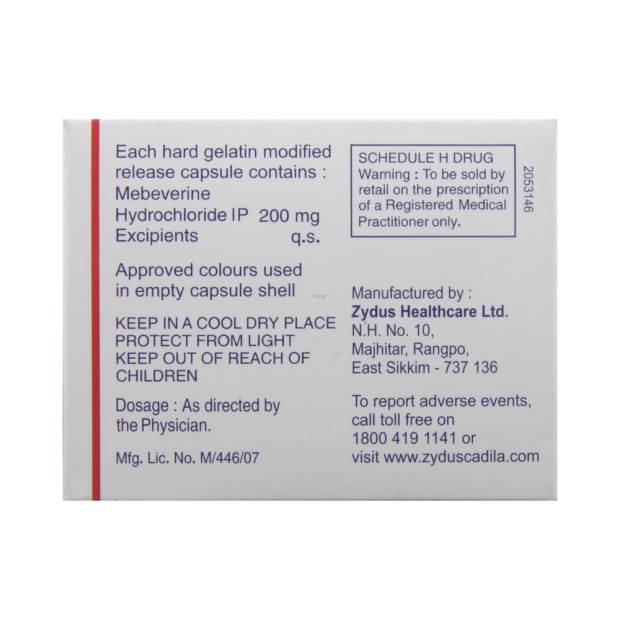 Each hard gelatin modified
release capsule contains :
Mebeverine
Hydrochloride IP 200 mg
Excipients q.s.
Approved colours used
in empty capsule shell
KEEP IN A COOL DRY PLACE
PROTECT FROM LIGHT
KEEP OUT OF REACH OF
CHILDREN
Dosage : As directed by
the Physician.
Mfg. Lic. No. M/446/07
SCHEDULE H DRUG
Warning : To be sold by
retail on the prescription
of a Registered Medical
Practitioner only.
2053146
Manufactured by :
Zydus Healthcare Ltd.
N.H. No. 10,
Majhitar, Rangpo,
East Sikkim - 737 136
To report adverse events,
call toll free on
1800 419 1141 or
visit www.zyduscadila.com